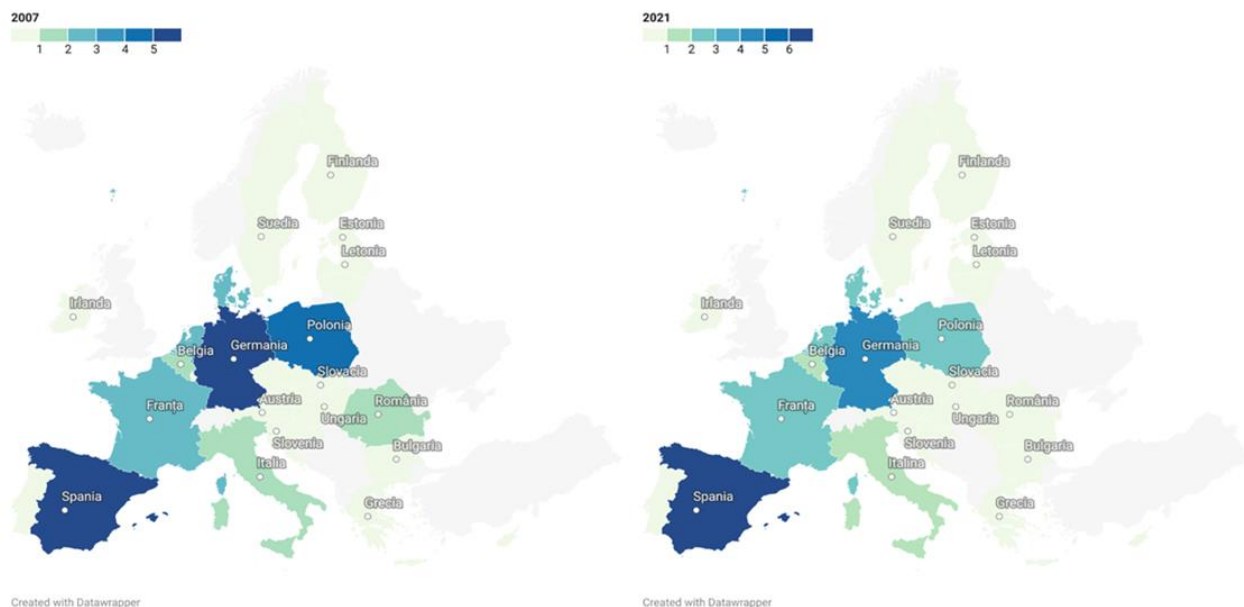 2007
1 2 3 4 5
Finlanda
Suedia
Estonia
Letonia
Irlanda
Polonia
Belgia
Germania
Slovacia
Franța
Austria
Ungaria
România
Slovenia
Bulgaria
Italia
Spania
Grecia
Created with Datawrapper
2021
1 2 3 4 5 6
Finlanda
Suedia
Estonia
Letonia
Irlanda
Polonia
Belgia
Germania
Slovacia
Franța
Austria
Ungaria
România
Slovenia
Bulgaria
Italina
Spania
Grecia
Created with Datawrapper